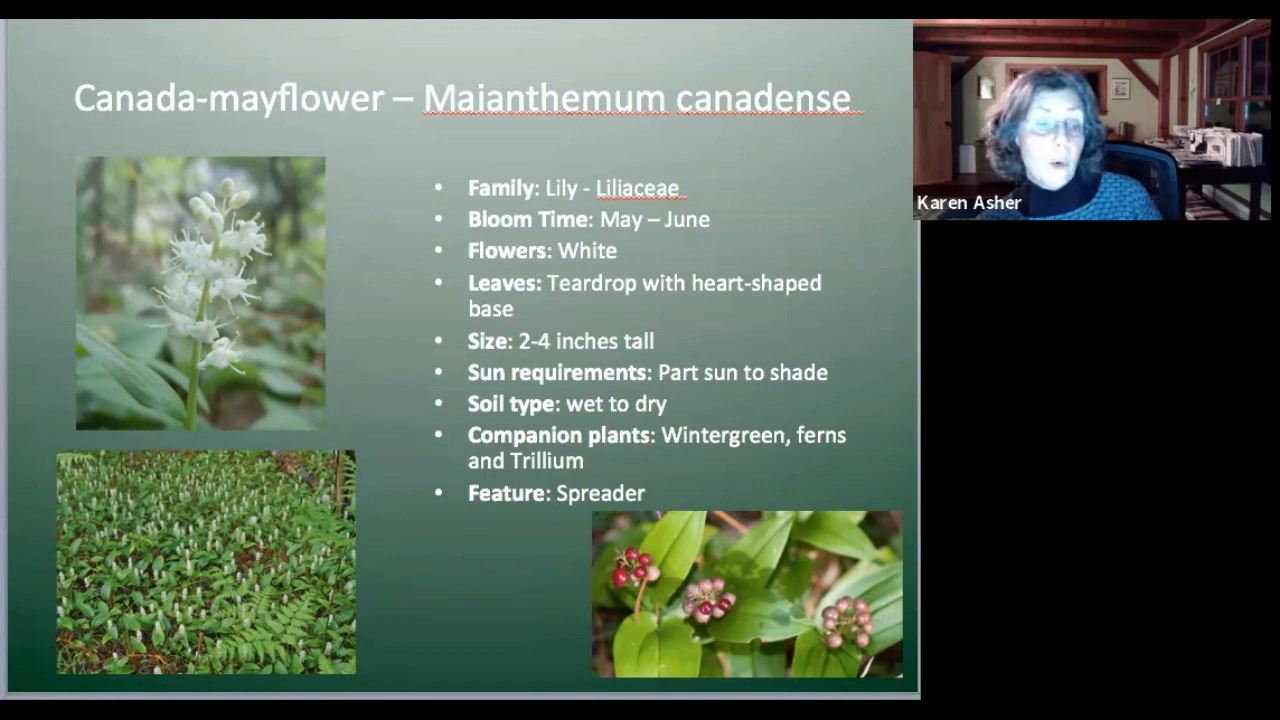 Canada-mayflower – Maianthemum canadense
• Family: Lily - Liliaceae
• Bloom Time: May – June
• Flowers: White
• Leaves: Teardrop with heart-shaped
base
• Size: 2-4 inches tall
• Sun requirements: Part sun to shade
• Soil type: wet to dry
• Companion plants: Wintergreen, ferns
and Trillium
• Feature: Spreader
Karen Asher